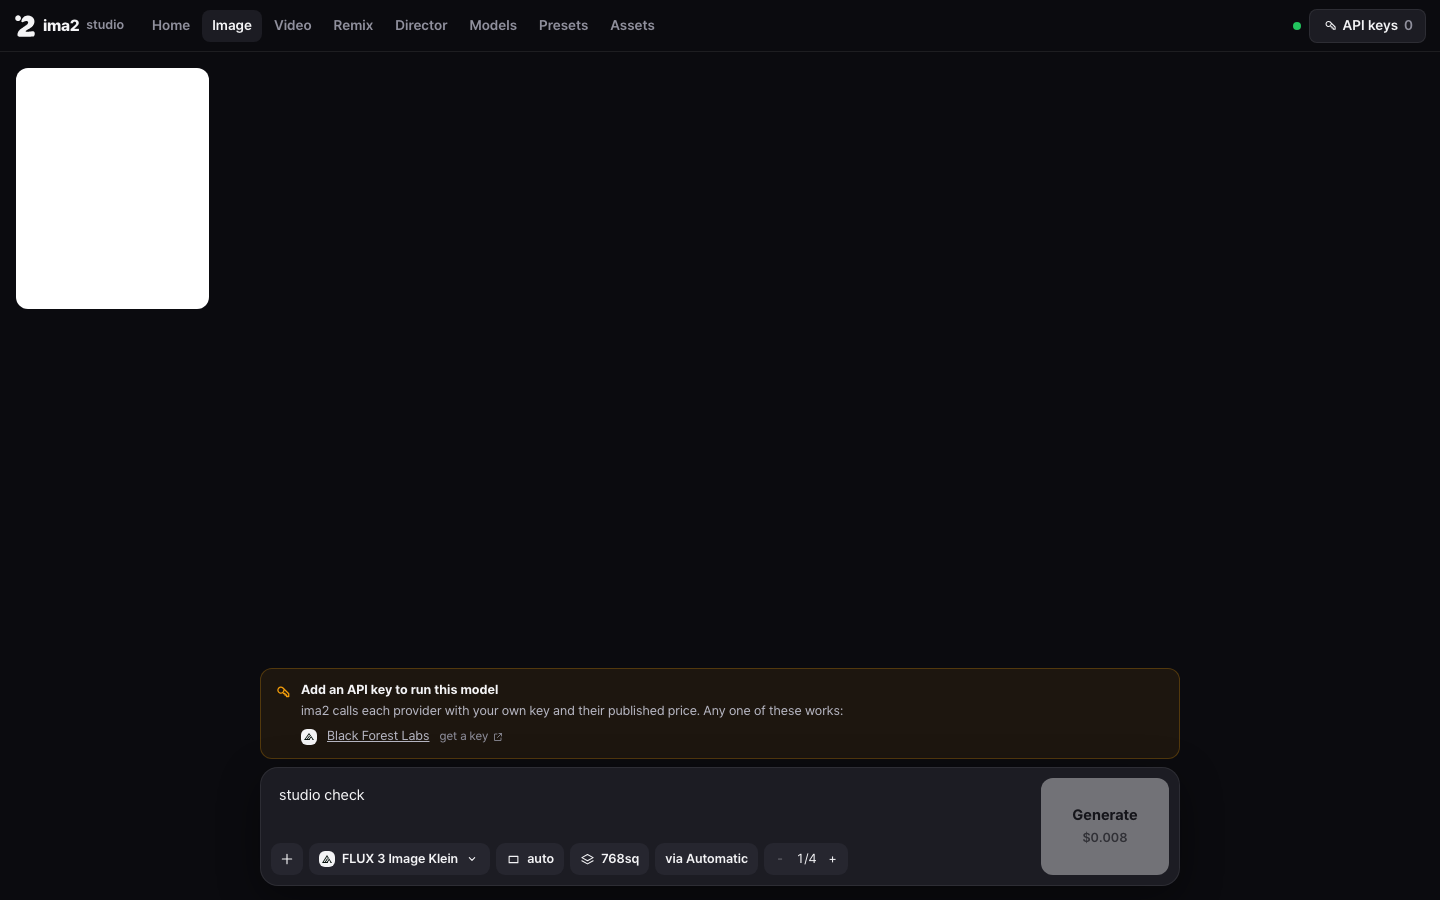 ima2 studio Home Image Video Remix Director Models Presets Assets API keys 0
Add an API key to run this model
ima2 calls each provider with your own key and their published price. Any one of these works:
Black Forest Labs get a key
studio check
Generate
$0.008
+ FLUX 3 Image Klein auto 768sq via Automatic - 1/4 +